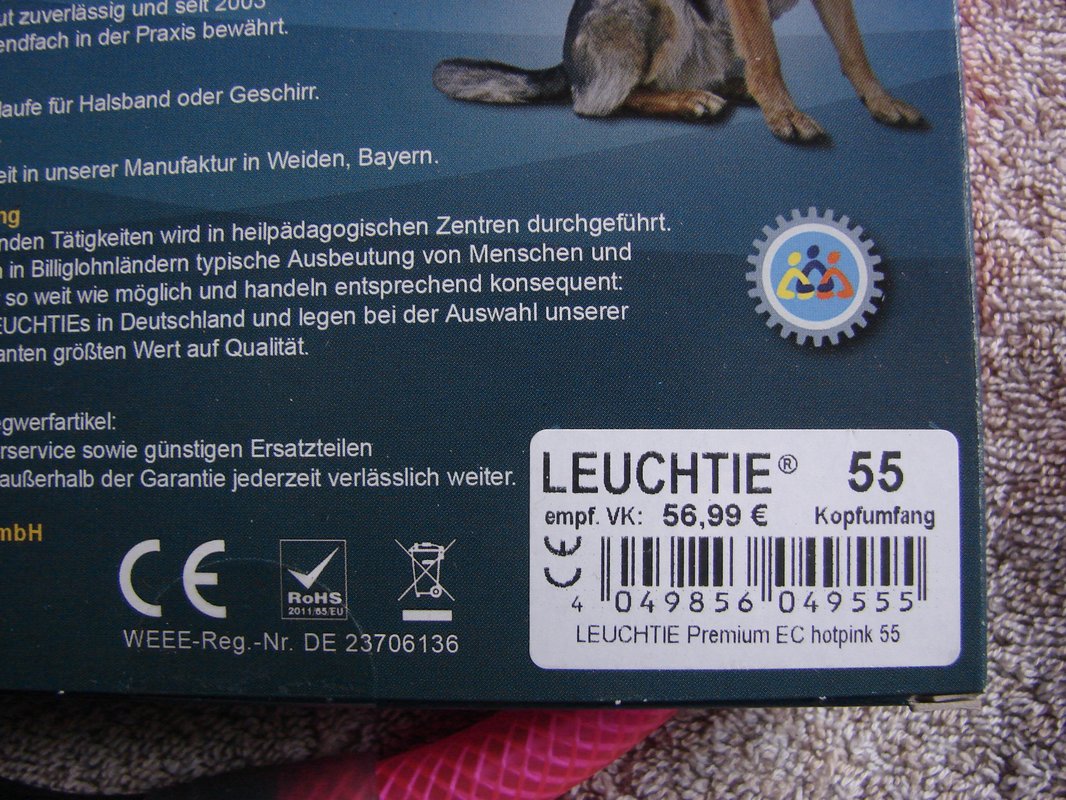 ut zuverlässig und seit 2003
endfach in der Praxis bewährt.
laufe für Halsband oder Geschirr.
eit in unserer Manufaktur in Weiden, Bayern.
ng
nden Tätigkeiten wird in heilpädagogischen Zentren durchgeführt.
n in Billiglohnländern typische Ausbeutung von Menschen und
so weit wie möglich und handeln entsprechend konsequent:
EUCHTIEs in Deutschland und legen bei der Auswahl unserer
anten größten Wert auf Qualität.
egwerfartikel:
rservice sowie günstigen Ersatzteilen
außerhalb der Garantie jederzeit verlässlich weiter.
mbH
CE
RoHS
2011/65/EU
WEEE-Reg.-Nr. DE 23706136
LEUCHTIE® 55
empf. VK: 56,99 € Kopfumfang
CE
4 049856 049555
LEUCHTIE Premium EC hotpink 55